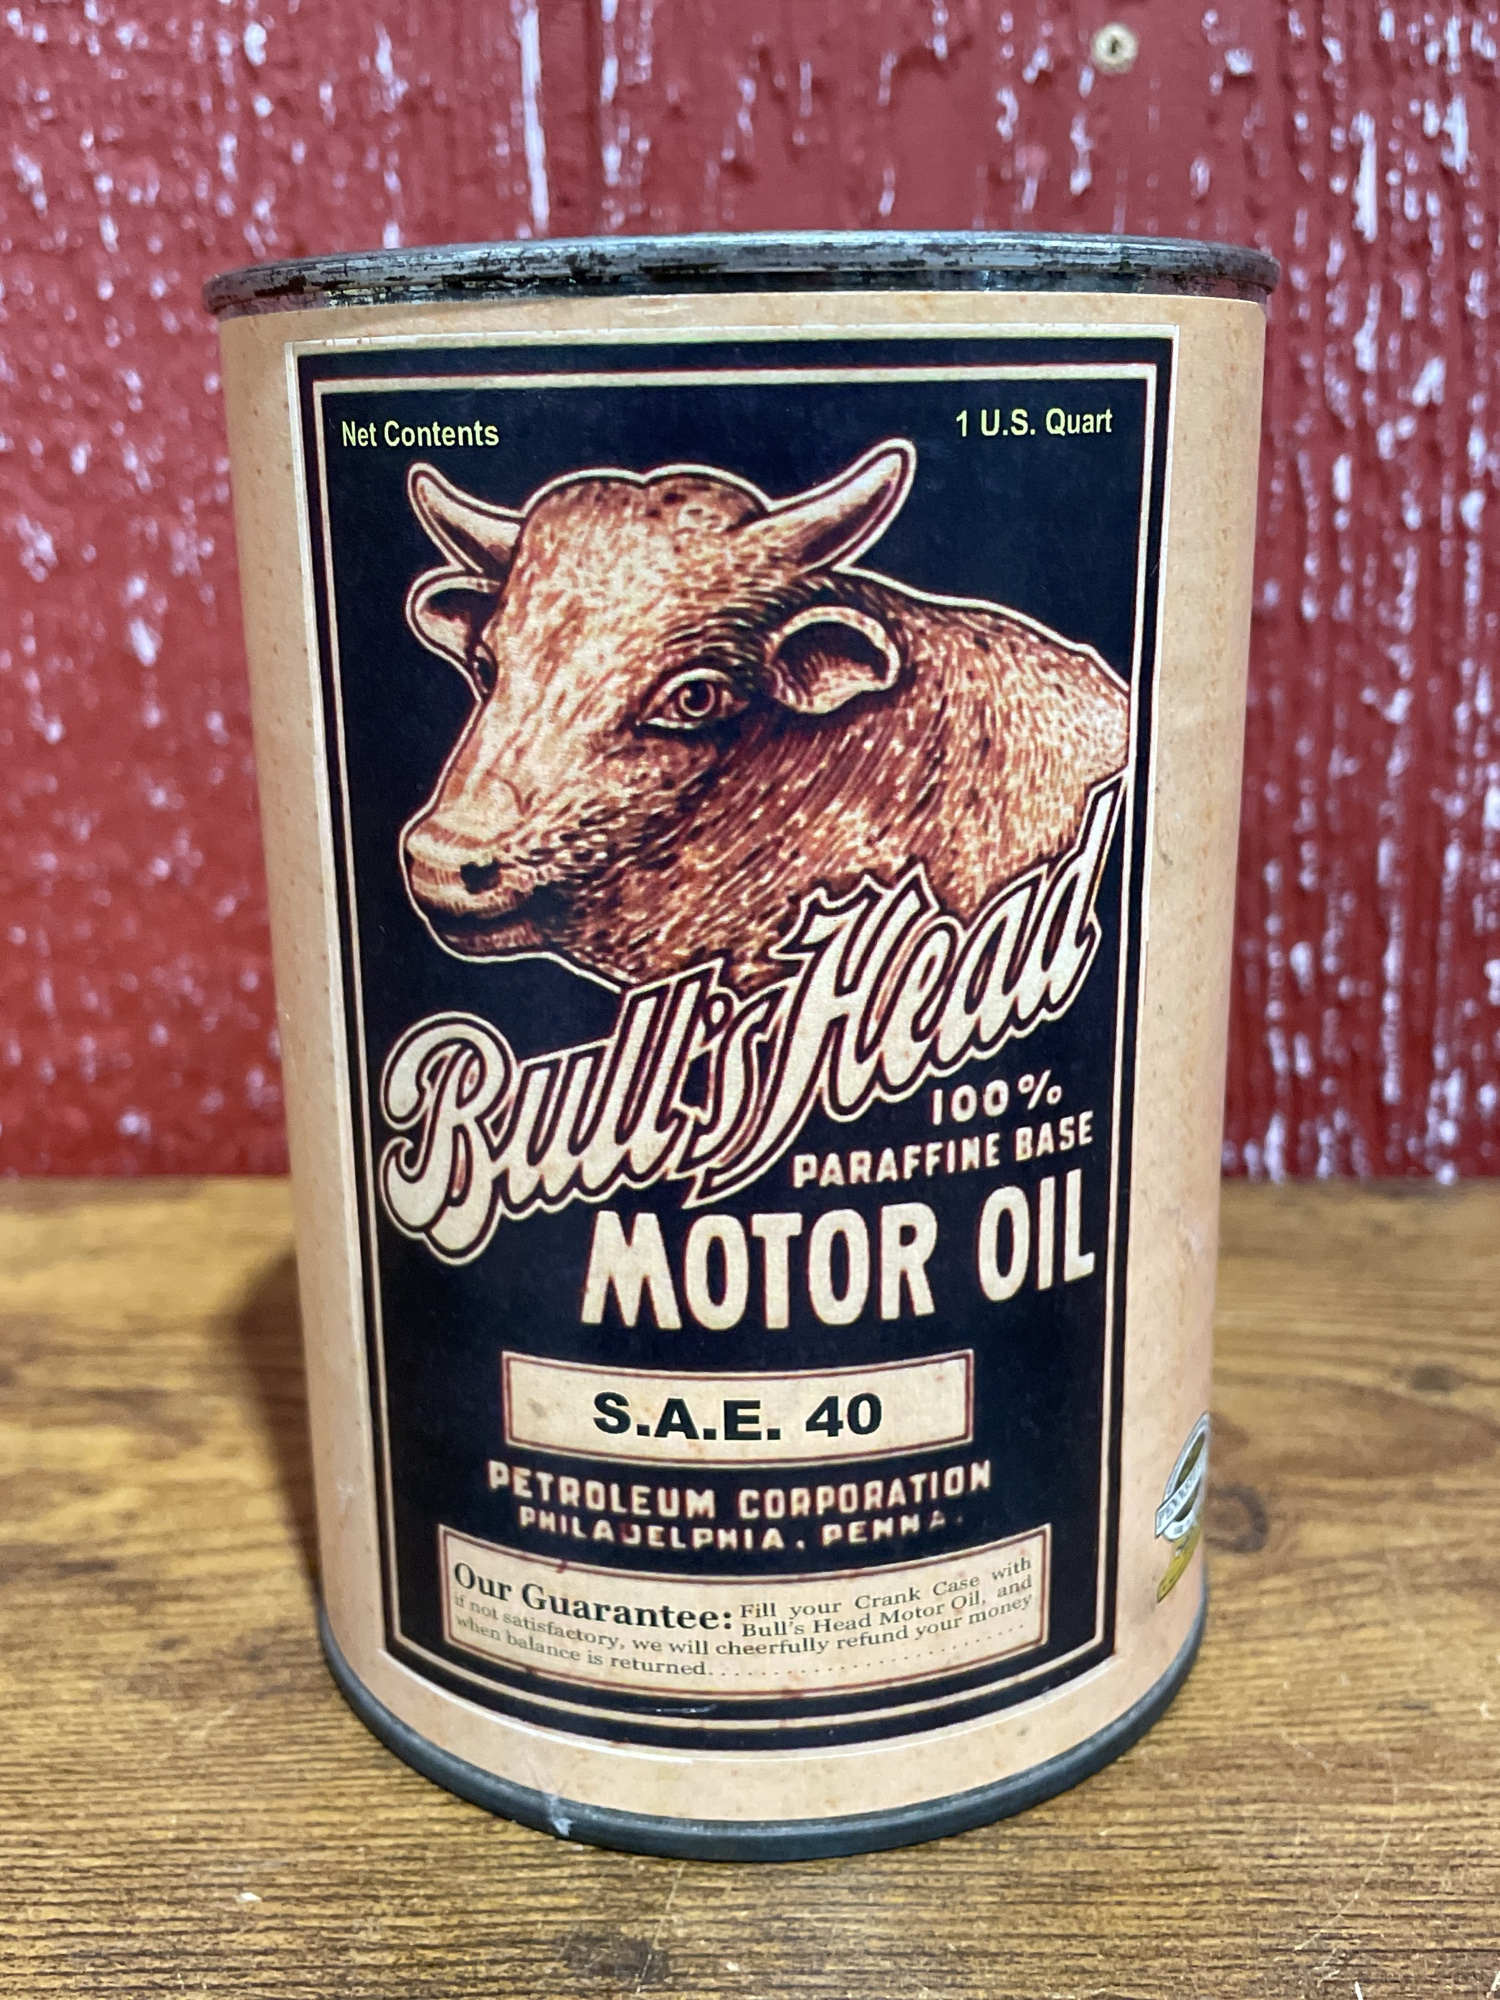 Net Contents
1 U.S. Quart
Bull's Head
100%
PARAFFINE BASE
MOTOR OIL
S.A.E. 40
PETROLEUM CORPORATION
PHILADELPHIA, PENNA.
Our Guarantee: Fill your Crank Case with
Bull's Head Motor Oil, and
if not satisfactory, we will cheerfully refund your money
when balance is returned....................